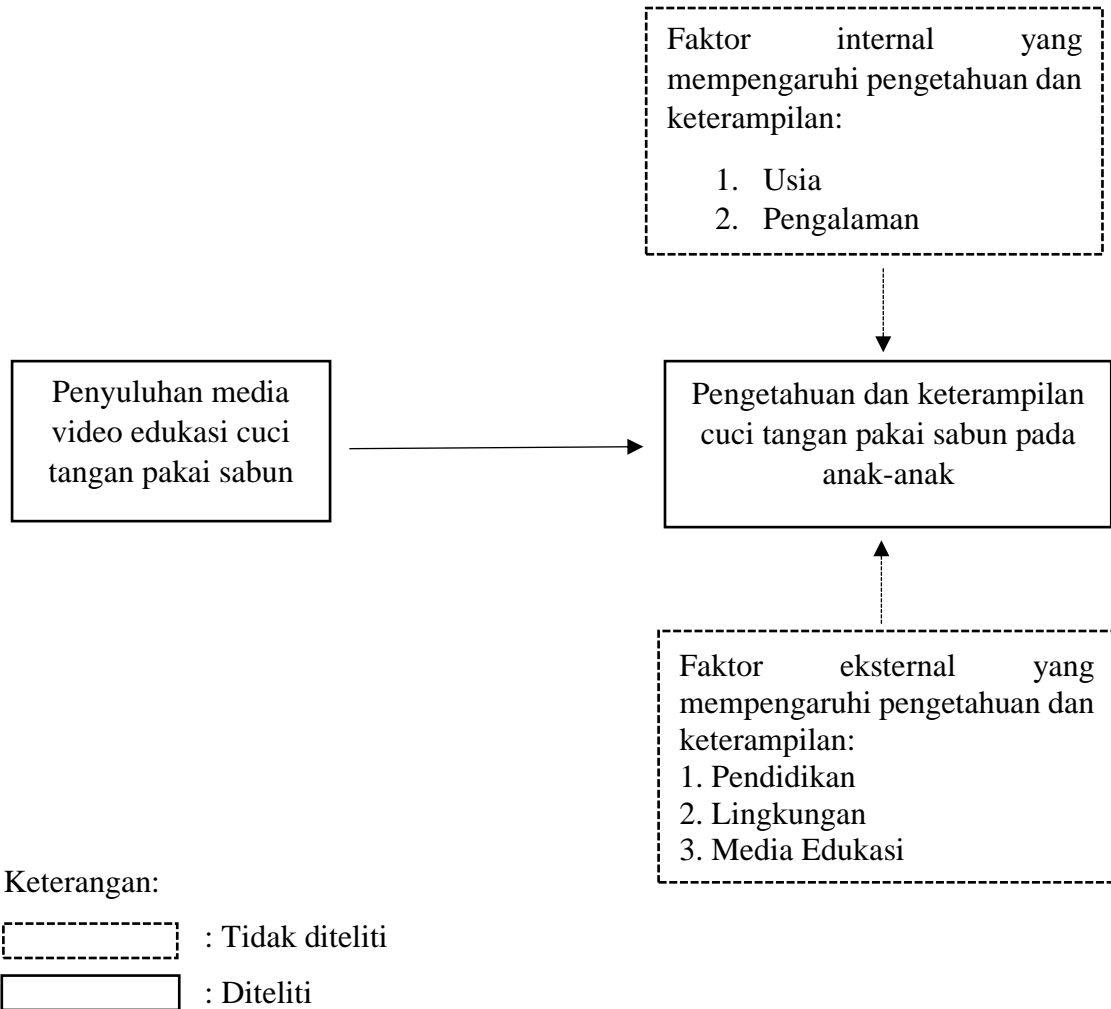 Faktor internal yang
mempengaruhi pengetahuan dan
keterampilan:
1. Usia
2. Pengalaman
Penyuluhan media
video edukasi cuci
tangan pakai sabun
Pengetahuan dan keterampilan
cuci tangan pakai sabun pada
anak-anak
Faktor eksternal yang
mempengaruhi pengetahuan dan
keterampilan:
1. Pendidikan
2. Lingkungan
3. Media Edukasi
Keterangan:
: Tidak diteliti
: Diteliti